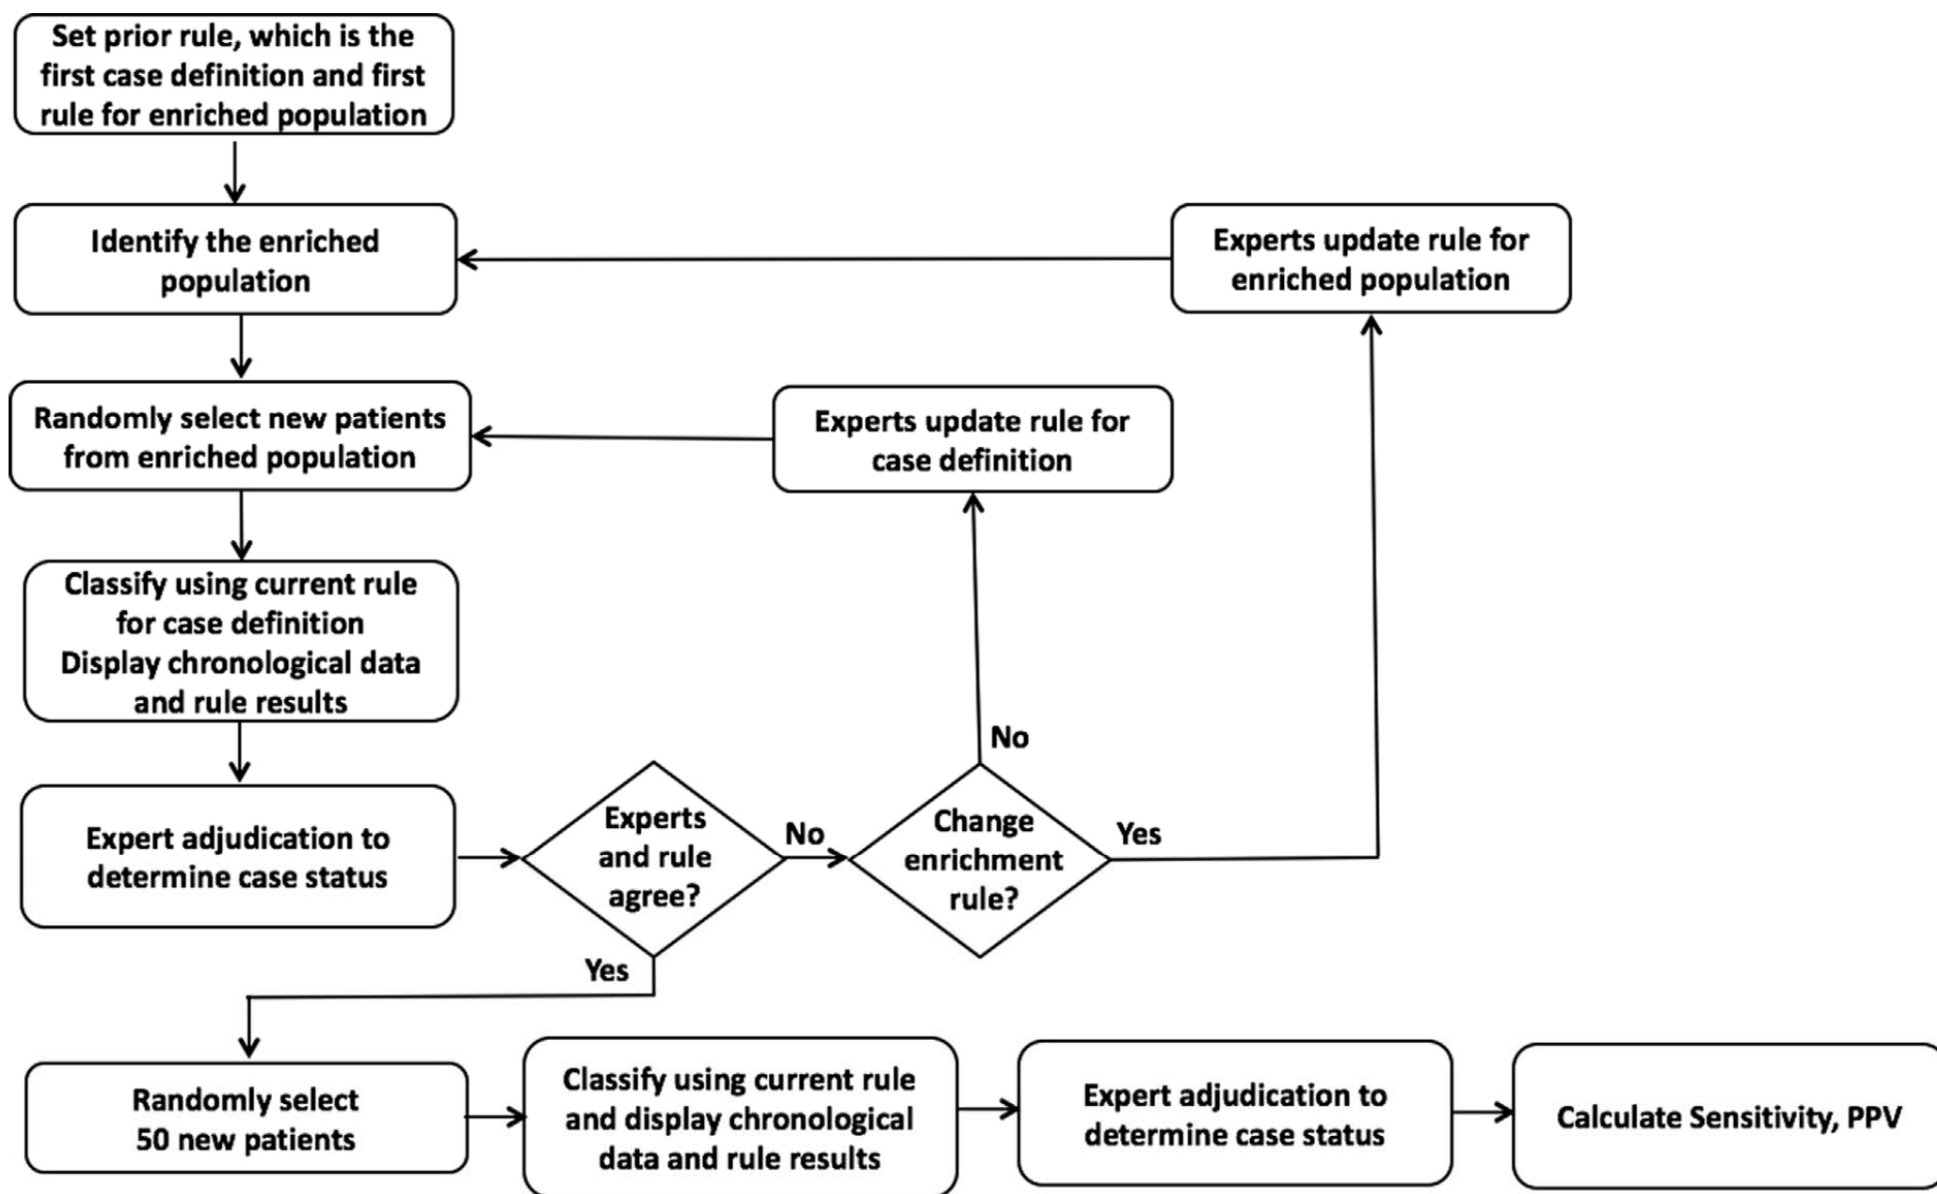 Set prior rule, which is the
first case definition and first
rule for enriched population
Identify the enriched
population
Experts update rule for
enriched population
Randomly select new patients
from enriched population
Experts update rule for
case definition
Classify using current rule
for case definition
Display chronological data
and rule results
No
Expert adjudication to
determine case status
Experts
and rule
agree?
No
Change
enrichment
rule?
Yes
Yes
Randomly select
50 new patients
Classify using current rule
and display chronological
data and rule results
Expert adjudication to
determine case status
Calculate Sensitivity, PPV